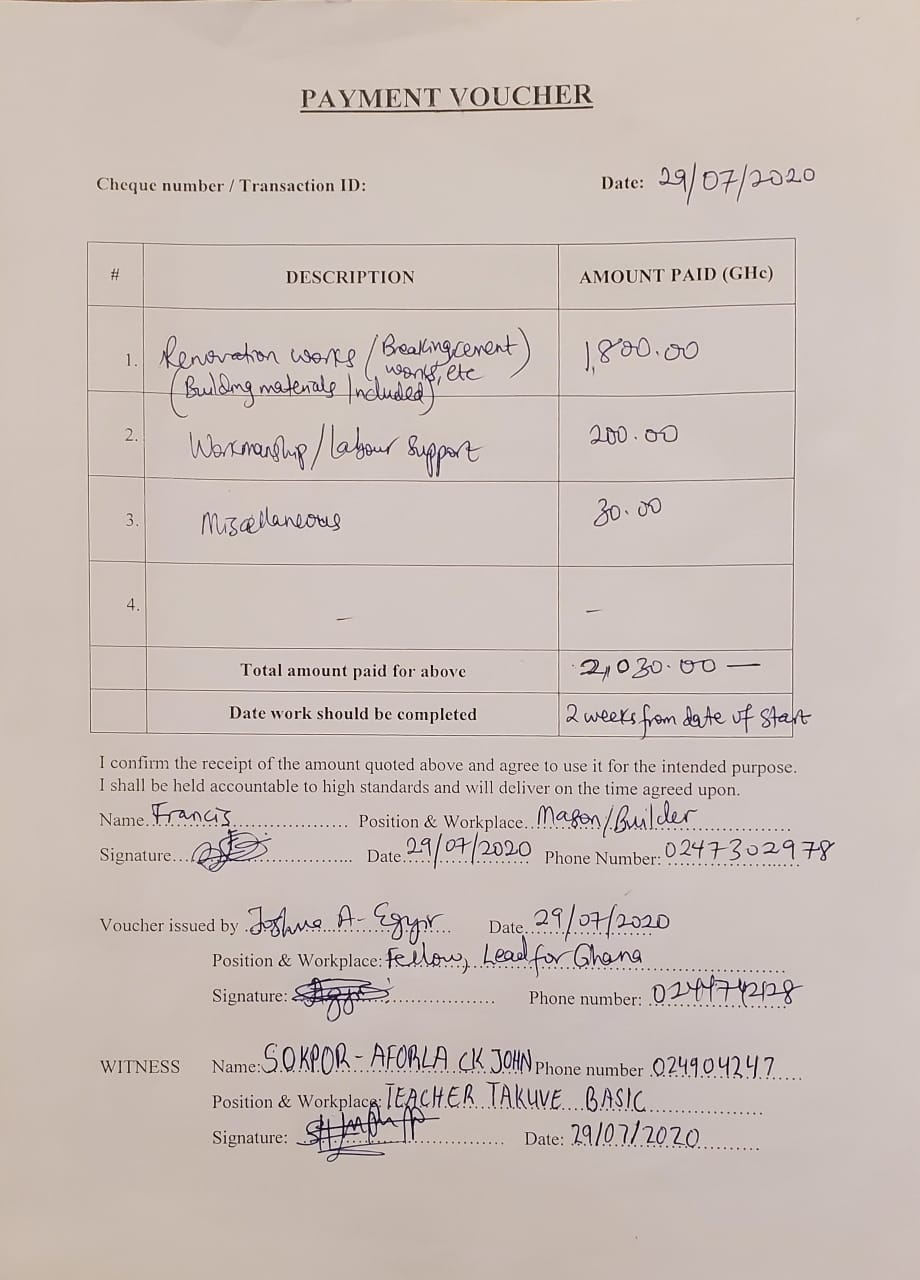 PAYMENT VOUCHER
Cheque number / Transaction ID: Date: 29/07/2020
# DESCRIPTION AMOUNT PAID (GHc)
1. Renovation works (Breaking cement works, etc) 1,800.00
(Building materials Included)
2. Workmanship/Labour Support 200.00
3. Miscellaneous 30.00
4. – –
Total amount paid for above 2,030.00 —
Date work should be completed 2 weeks from date of start
I confirm the receipt of the amount quoted above and agree to use it for the intended purpose.
I shall be held accountable to high standards and will deliver on the time agreed upon.
Name Francis Position & Workplace Mason/Builder
Signature Date 29/07/2020 Phone Number: 0247302978
Voucher issued by Joshua A- Egyir Date 29/07/2020
Position & Workplace: Fellow, Lead for Ghana
Signature: Phone number:
WITNESS Name: SOKPOR - AFORLA CK JOHN Phone number 024904247
Position & Workplace: TEACHER TAKUVE BASIC
Signature: Date: 29/07/2020